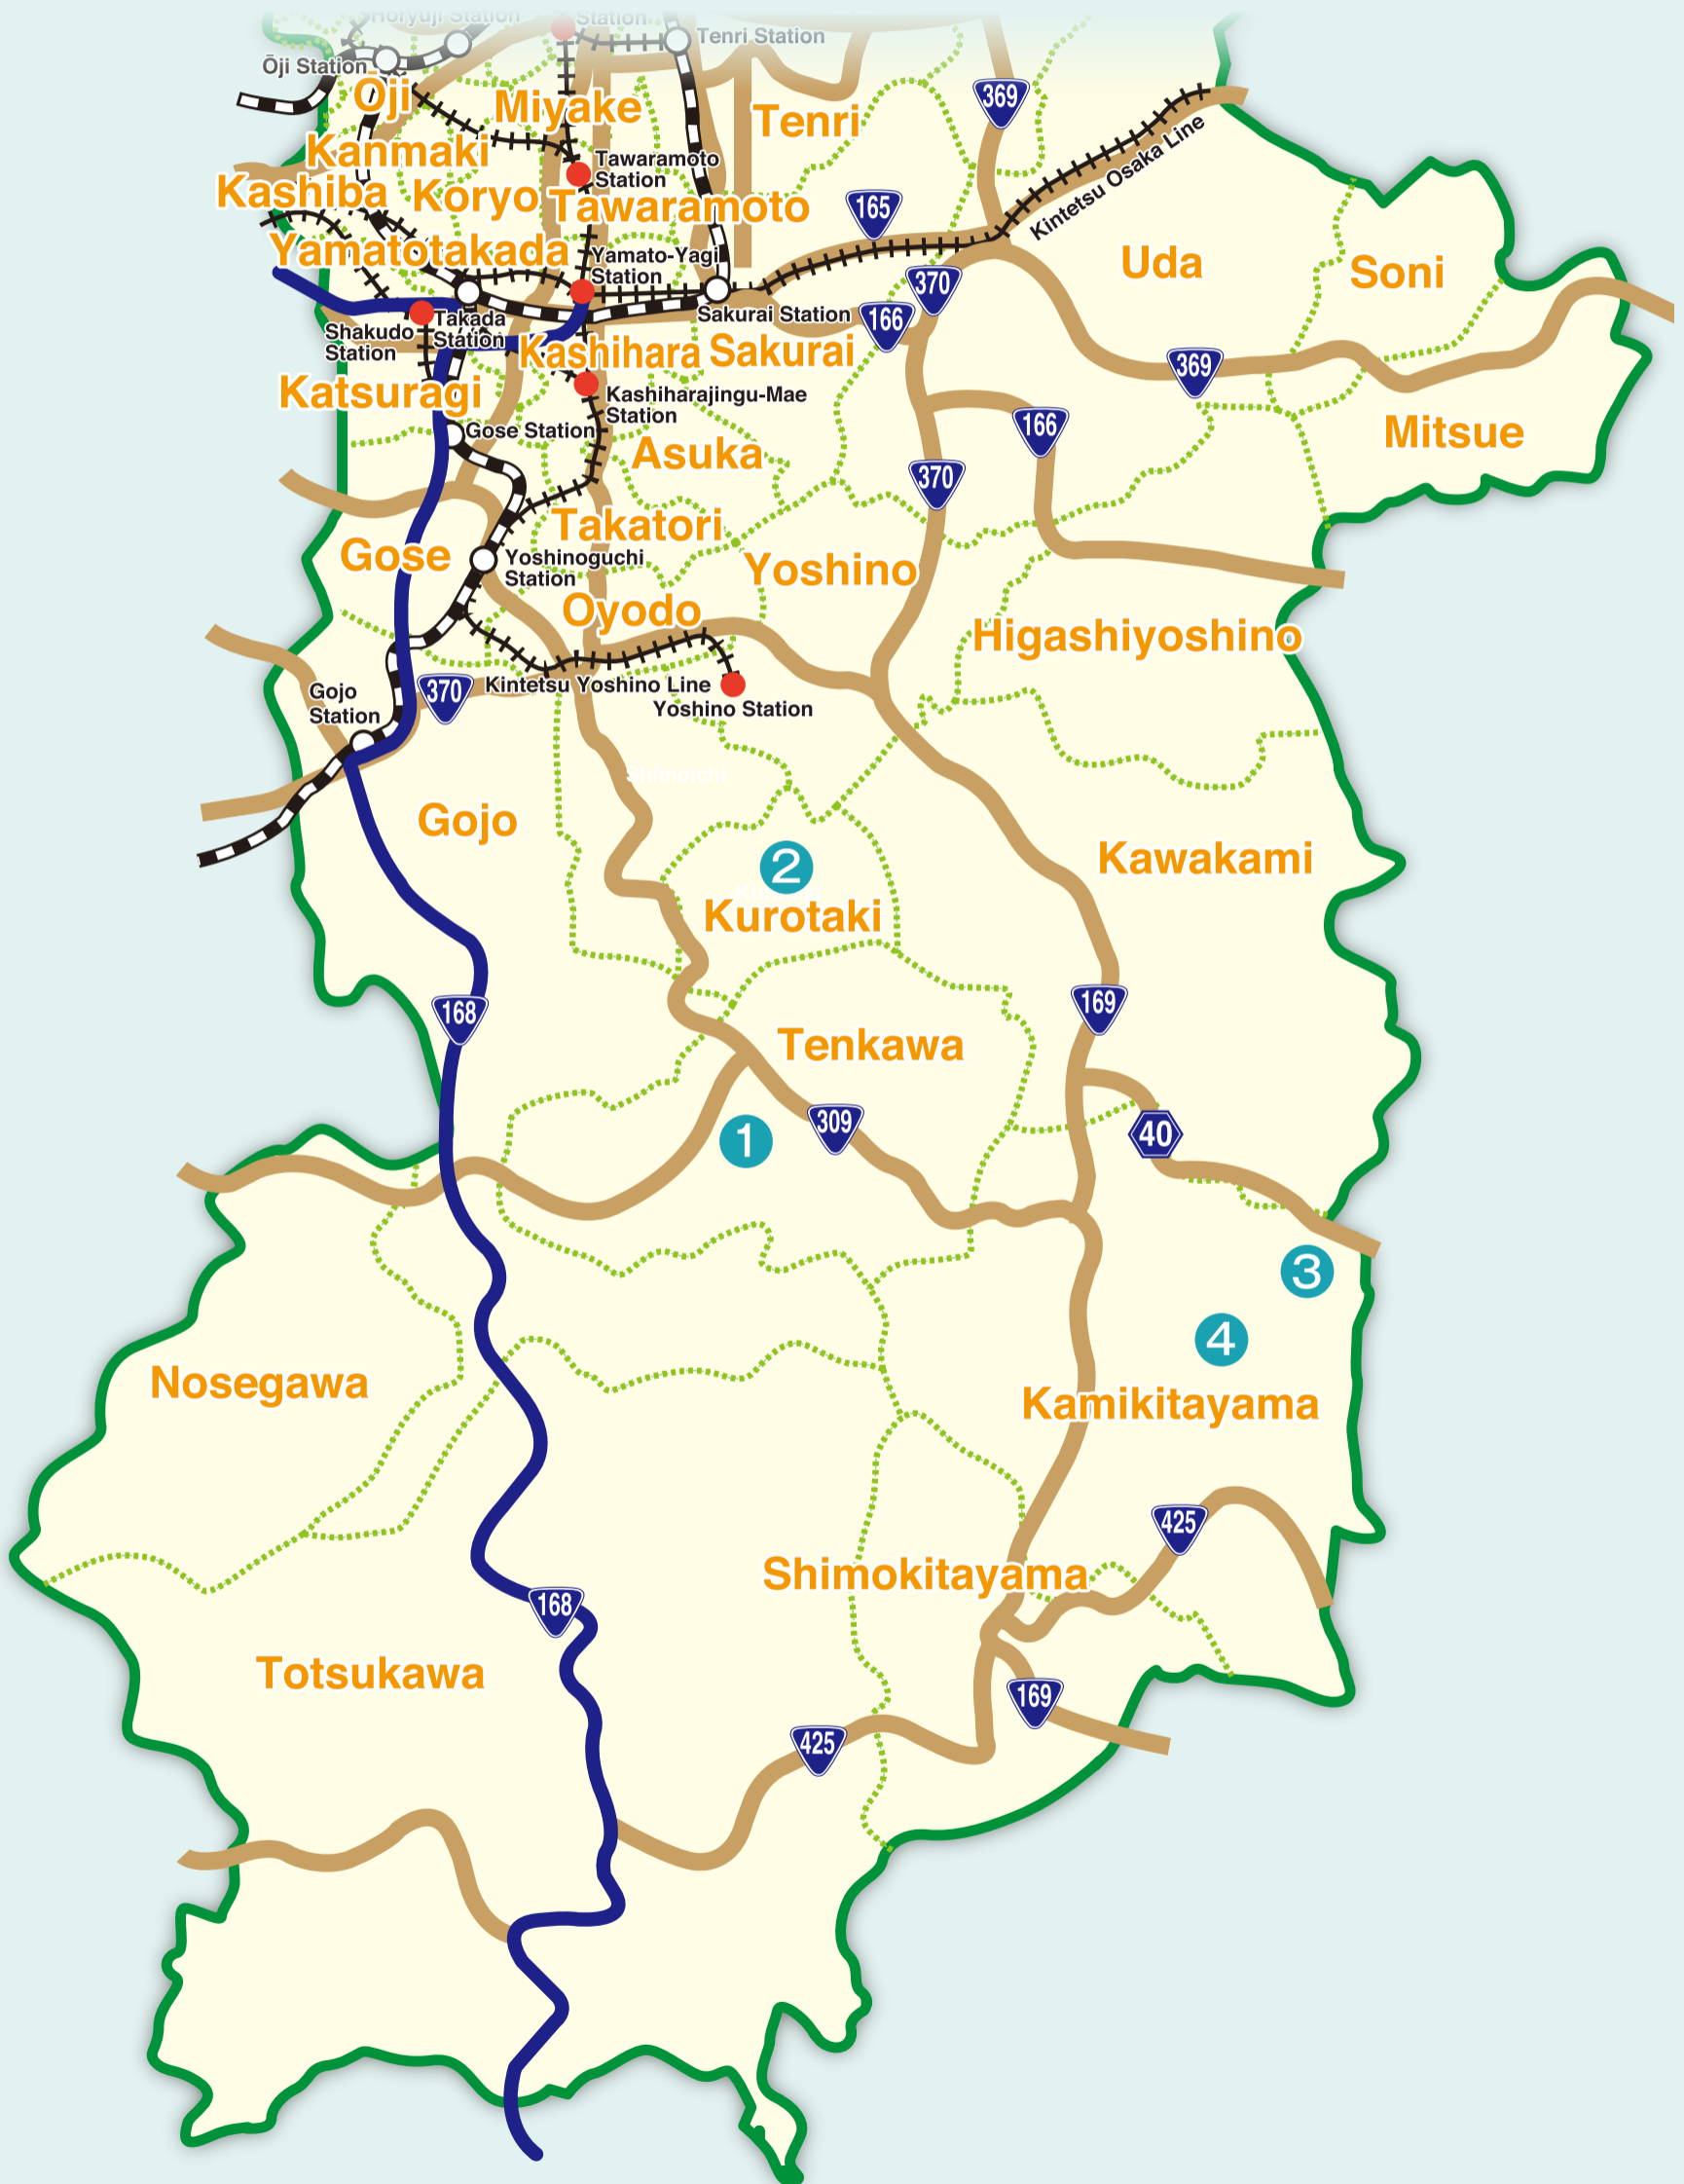 Horyuji Station
Station
Tenri Station
Ōji Station
Ōji
Miyake
Tenri
369
Kanmaki
Tawaramoto
Station
Kintetsu Osaka Line
Kashiba
Koryo
Tawaramoto
165
Yamatotakada
Yamato-Yagi
Station
Uda
Soni
370
Sakurai Station
166
Takada
Station
Shakudo
Station
Kashihara
Sakurai
369
Katsuragi
Kashiharajingu-Mae
Station
166
Mitsue
Gose Station
Asuka
370
Takatori
Gose
Yoshinoguchi
Station
Yoshino
Oyodo
Higashiyoshino
Gojo
Station
370
Kintetsu Yoshino Line
Yoshino Station
Shimoichi
Gojo
2
Kawakami
Kurotaki
168
169
Tenkawa
309
1
40
3
4
Nosegawa
Kamikitayama
425
Shimokitayama
168
Totsukawa
169
425